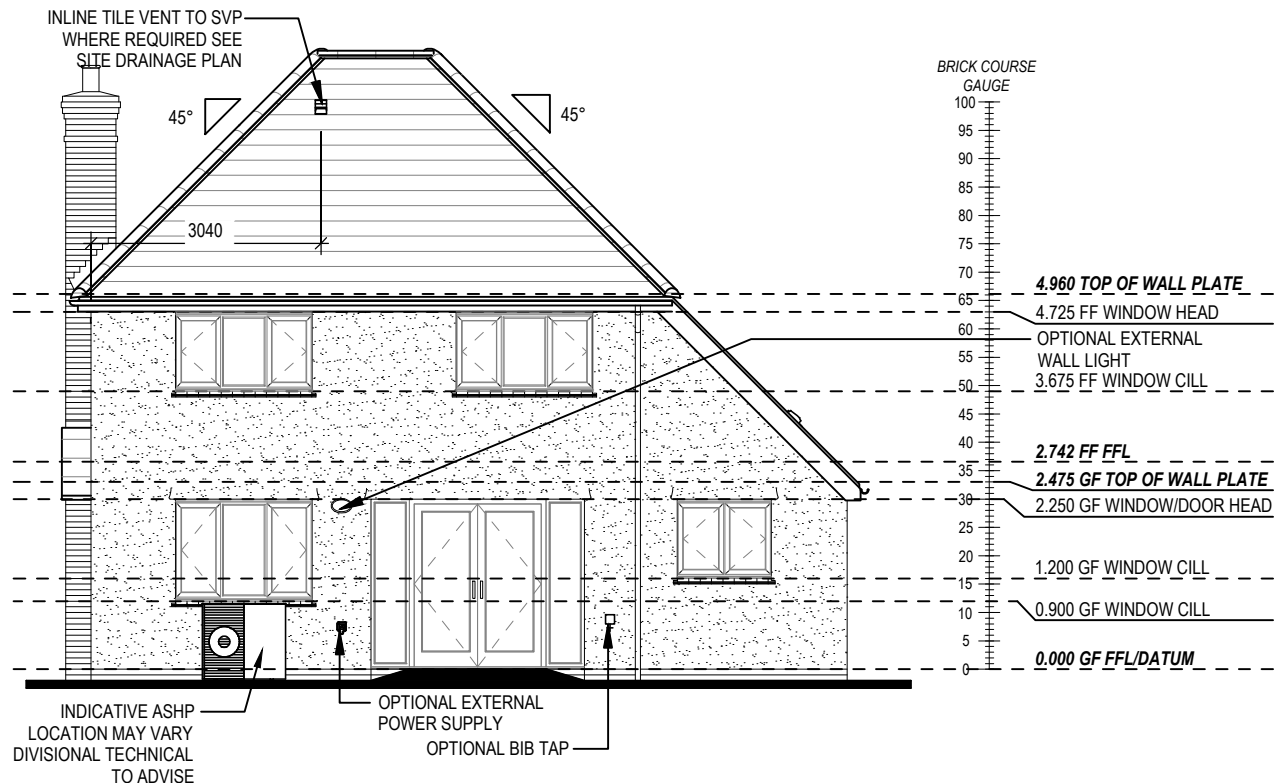 INLINE TILE VENT TO SVP
WHERE REQUIRED SEE
SITE DRAINAGE PLAN
45°
45°
3040
BRICK COURSE
GAUGE
100
95
90
85
80
75
70
65
60
55
50
45
40
35
30
25
20
15
10
5
0
4.960 TOP OF WALL PLATE
4.725 FF WINDOW HEAD
OPTIONAL EXTERNAL
WALL LIGHT
3.675 FF WINDOW CILL
2.742 FF FFL
2.475 GF TOP OF WALL PLATE
2.250 GF WINDOW/DOOR HEAD
1.200 GF WINDOW CILL
0.900 GF WINDOW CILL
0.000 GF FFL/DATUM
INDICATIVE ASHP
LOCATION MAY VARY
DIVISIONAL TECHNICAL
TO ADVISE
OPTIONAL EXTERNAL
POWER SUPPLY
OPTIONAL BIB TAP